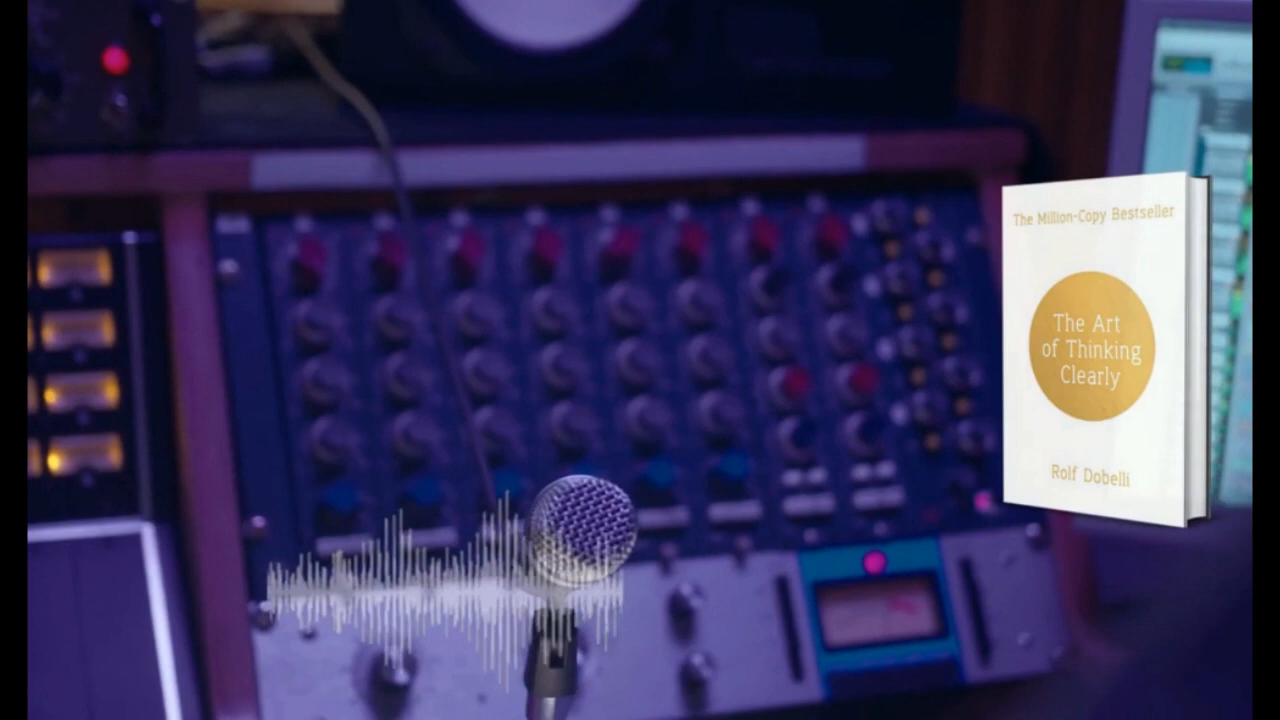 The Million-Copy Bestseller
The Art
of Thinking
Clearly
Rolf Dobelli